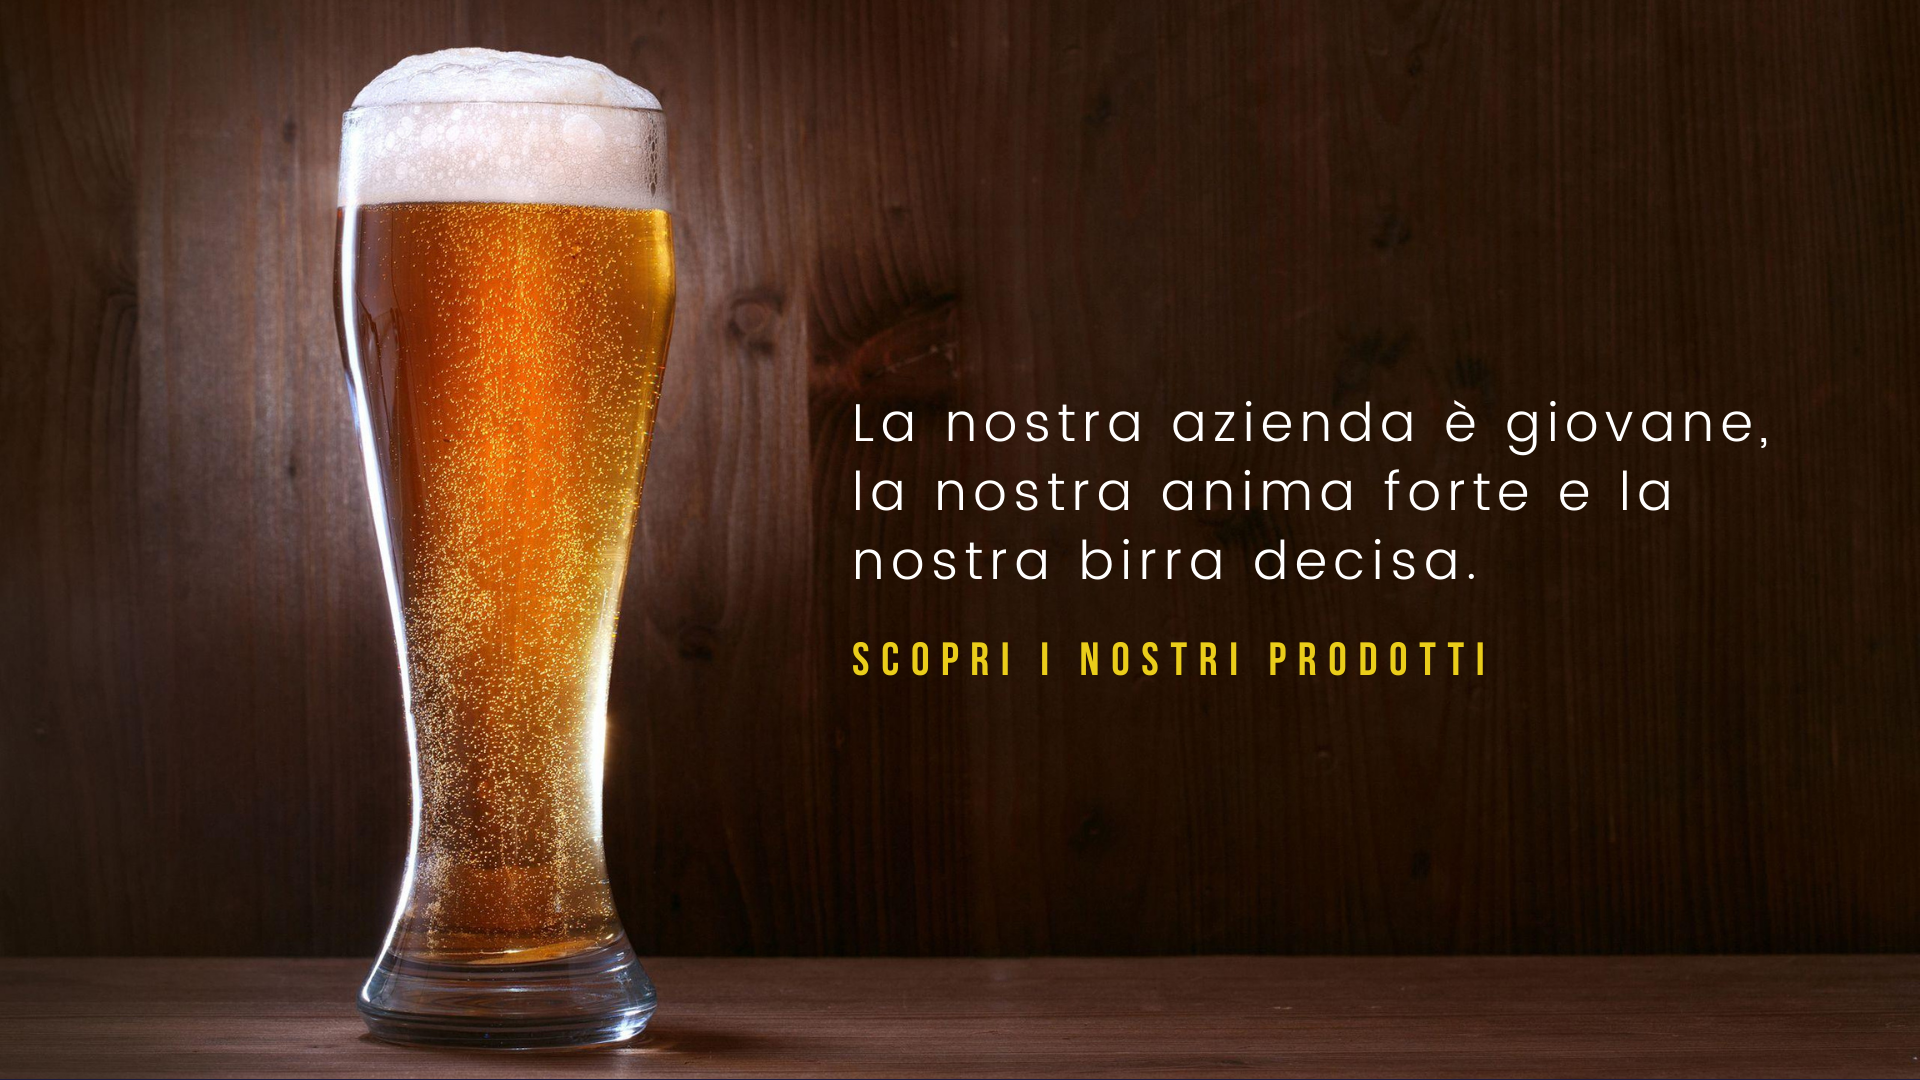 La nostra azienda è giovane,
la nostra anima forte e la
nostra birra decisa.
SCOPRI I NOSTRI PRODOTTI